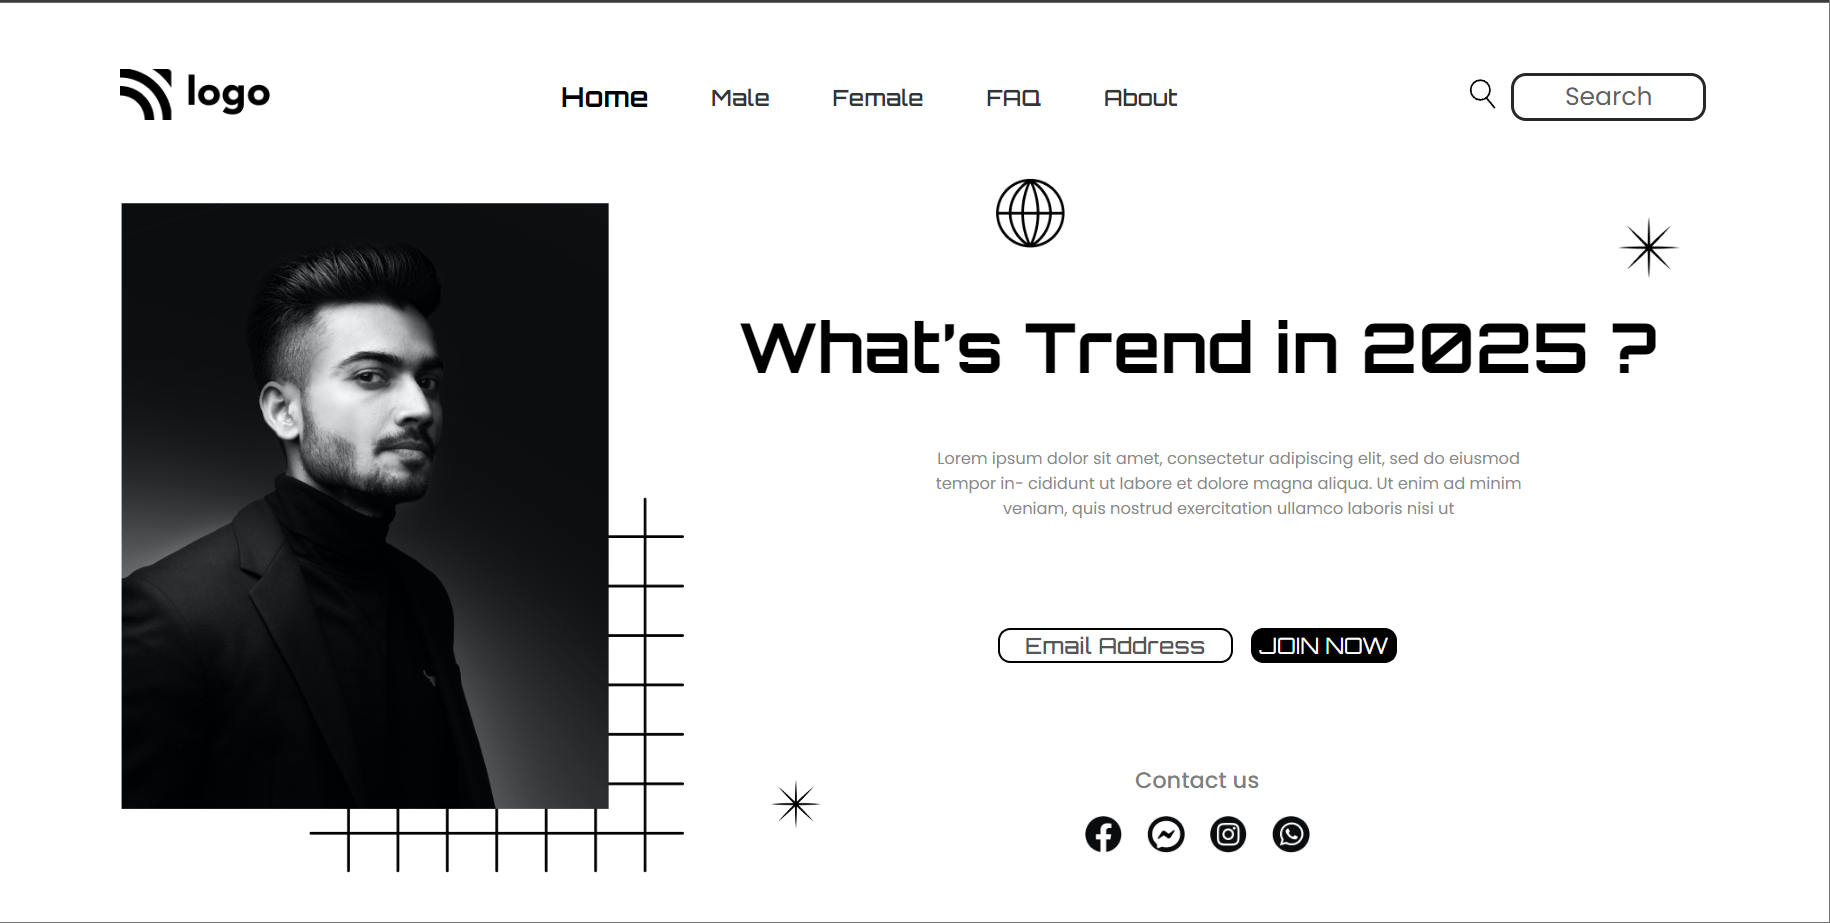 logo
Home
Male
Female
FAQ
About
Search
What's Trend in 2025 ?
Lorem ipsum dolor sit amet, consectetur adipiscing elit, sed do eiusmod
tempor in- cididunt ut labore et dolore magna aliqua. Ut enim ad minim
veniam, quis nostrud exercitation ullamco laboris nisi ut
Email Address
JOIN NOW
Contact us